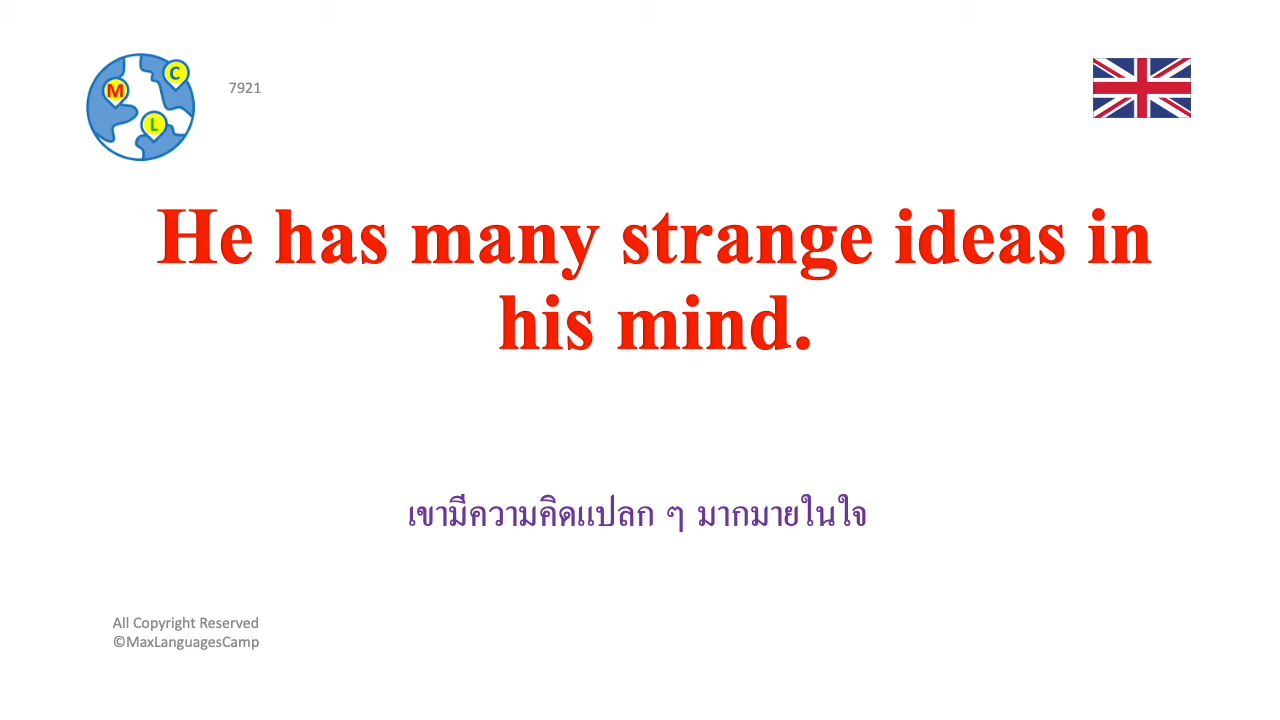 M
C
L
7921
He has many strange ideas in
his mind.
เขามีความคิดแปลก ๆ มากมายในใจ
All Copyright Reserved
©MaxLanguagesCamp